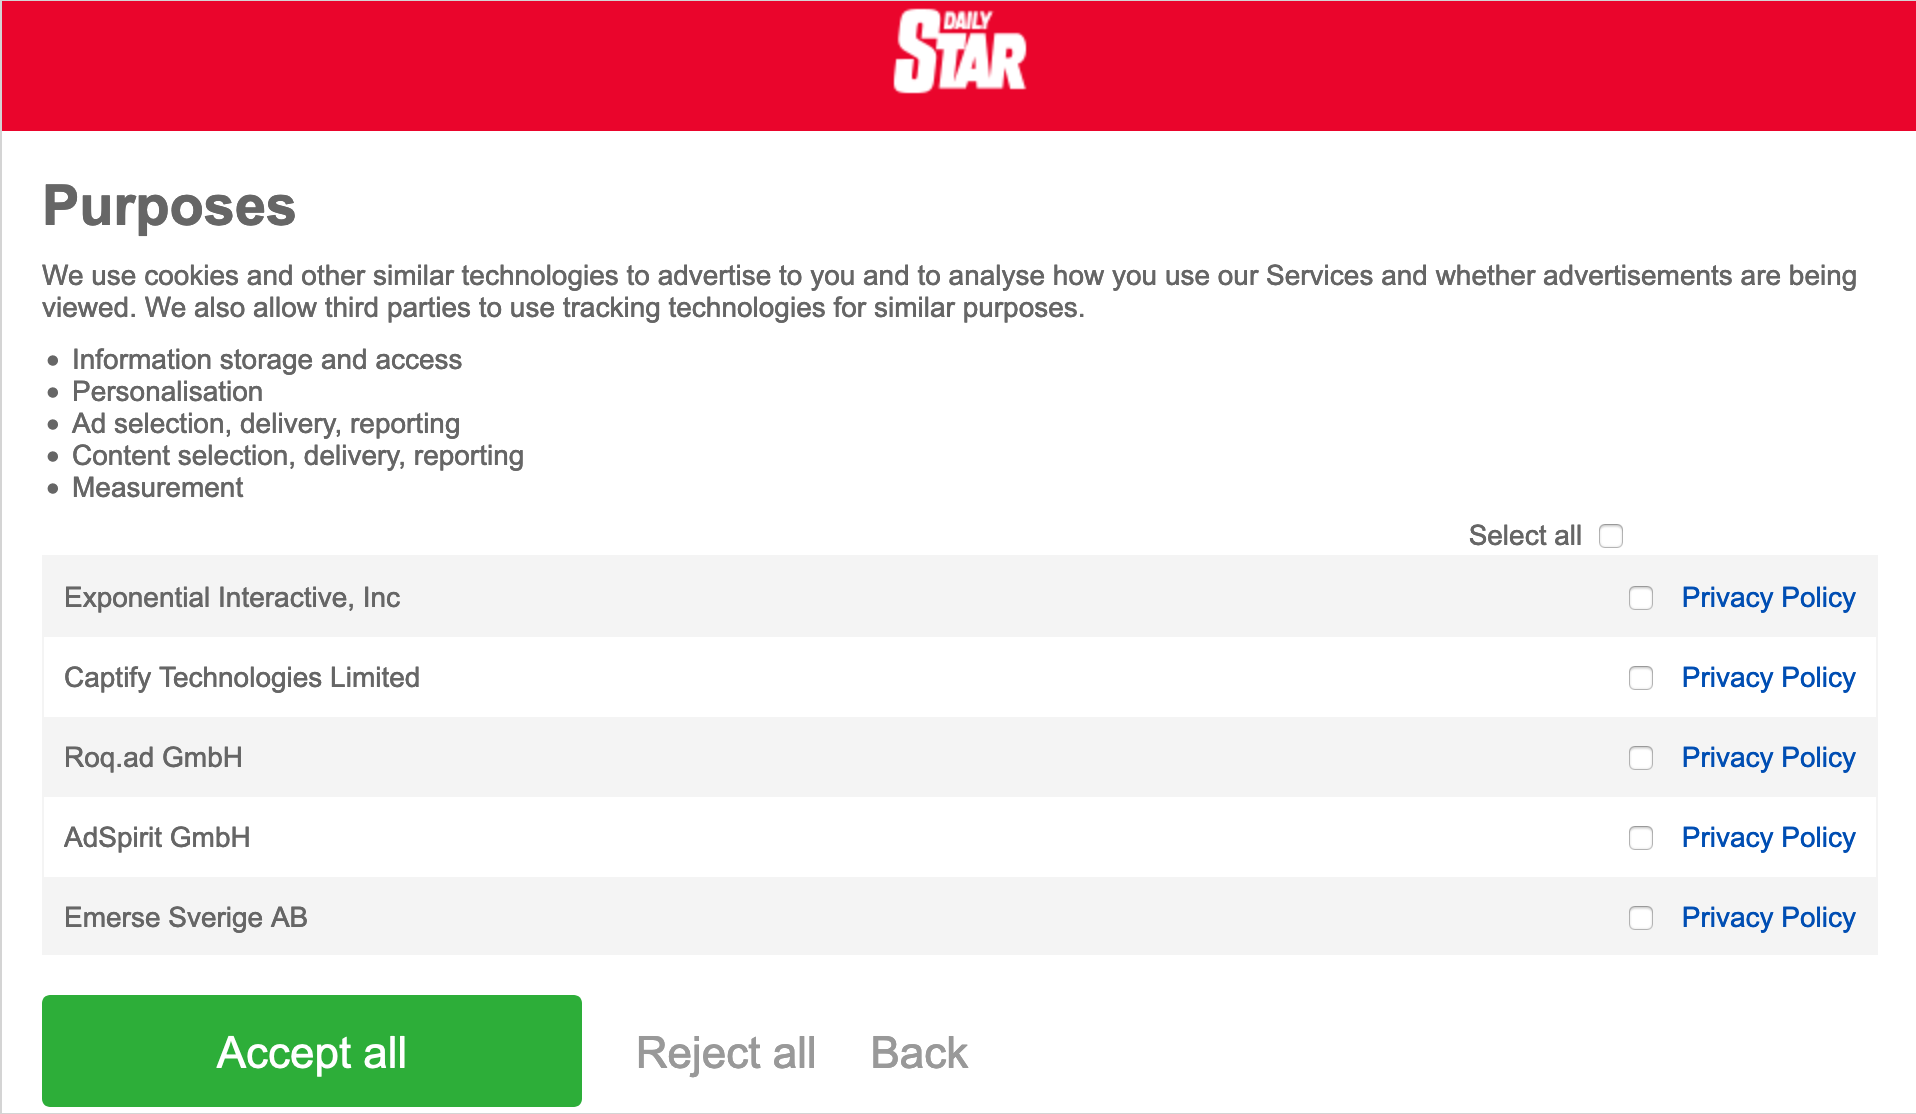 DAILY
STAR
Purposes
We use cookies and other similar technologies to advertise to you and to analyse how you use our Services and whether advertisements are being
viewed. We also allow third parties to use tracking technologies for similar purposes.
• Information storage and access
• Personalisation
• Ad selection, delivery, reporting
• Content selection, delivery, reporting
• Measurement
Select all
Exponential Interactive, Inc Privacy Policy
Captify Technologies Limited Privacy Policy
Roq.ad GmbH Privacy Policy
AdSpirit GmbH Privacy Policy
Emerse Sverige AB Privacy Policy
Accept all Reject all Back